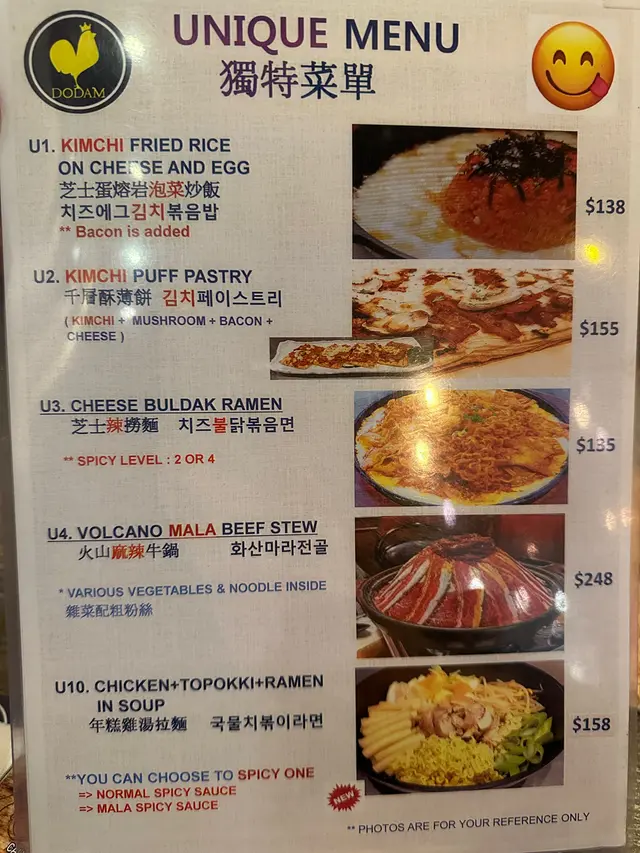 DODAM
UNIQUE MENU
獨特菜單
U1. KIMCHI FRIED RICE
ON CHEESE AND EGG
芝士蛋熔岩泡菜炒飯
치즈에그김치볶음밥
** Bacon is added
$138
U2. KIMCHI PUFF PASTRY
千層酥薄餅 김치페이스트리
( KIMCHI + MUSHROOM + BACON +
CHEESE )
$155
U3. CHEESE BULDAK RAMEN
芝士辣撈麵 치즈불닭볶음면
** SPICY LEVEL : 2 OR 4
$135
U4. VOLCANO MALA BEEF STEW
火山麻辣牛鍋 화산마라전골
* VARIOUS VEGETABLES & NOODLE INSIDE
雜菜配粗粉絲
$248
U10. CHICKEN+TOPOKKI+RAMEN
IN SOUP
年糕雞湯拉麵 국물치볶이라면
$158
**YOU CAN CHOOSE TO SPICY ONE
=> NORMAL SPICY SAUCE
=> MALA SPICY SAUCE
NEW
** PHOTOS ARE FOR YOUR REFERENCE ONLY